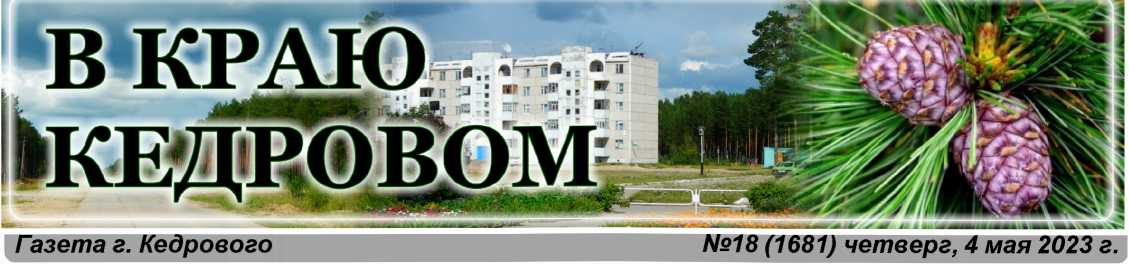 В КРАЮ
КЕДРОВОМ
Газета г. Кедрового №18 (1681) четверг, 4 мая 2023 г.